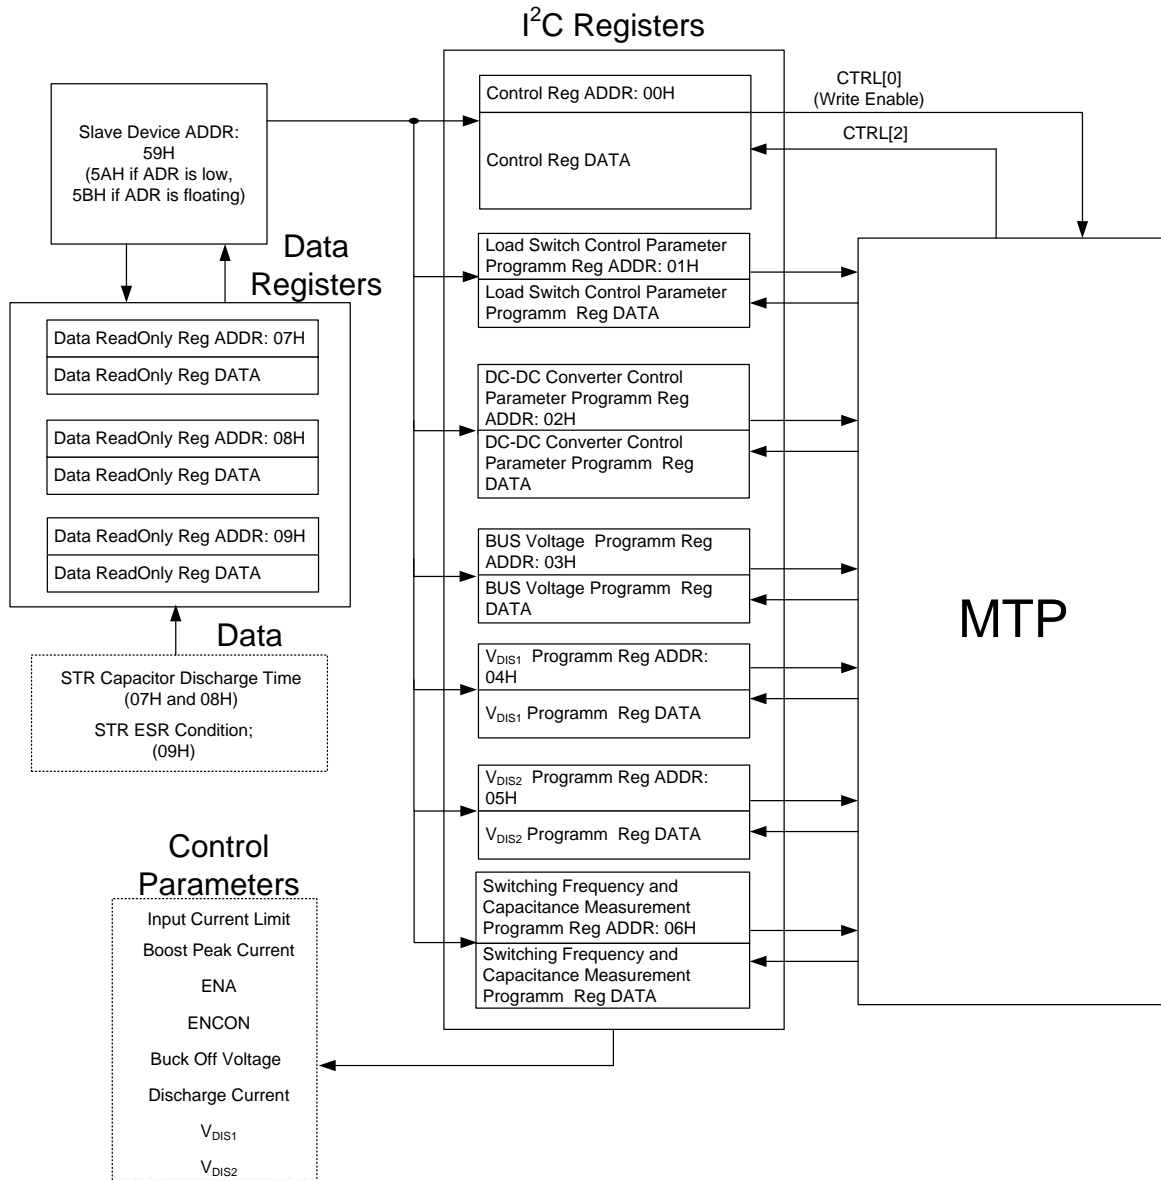 I²C Registers
Slave Device ADDR:
59H
(5AH if ADR is low,
5BH if ADR is floating)
Data
Registers
Data ReadOnly Reg ADDR: 07H
Data ReadOnly Reg DATA
Data ReadOnly Reg ADDR: 08H
Data ReadOnly Reg DATA
Data ReadOnly Reg ADDR: 09H
Data ReadOnly Reg DATA
Data
STR Capacitor Discharge Time
(07H and 08H)
STR ESR Condition;
(09H)
Control
Parameters
Input Current Limit
Boost Peak Current
ENA
ENCON
Buck Off Voltage
Discharge Current
V_DIS1
V_DIS2
Control Reg ADDR: 00H
Control Reg DATA
Load Switch Control Parameter
Programm Reg ADDR: 01H
Load Switch Control Parameter
Programm  Reg DATA
DC-DC Converter Control
Parameter Programm Reg
ADDR: 02H
DC-DC Converter Control
Parameter Programm  Reg
DATA
BUS Voltage  Programm Reg
ADDR: 03H
BUS Voltage Programm  Reg
DATA
V_DIS1  Programm Reg ADDR:
04H
V_DIS1 Programm  Reg DATA
V_DIS2  Programm Reg ADDR:
05H
V_DIS2 Programm  Reg DATA
Switching Frequency and
Capacitance Measurement
Programm Reg ADDR: 06H
Switching Frequency and
Capacitance Measurement
Programm  Reg DATA
CTRL[0]
(Write Enable)
CTRL[2]
MTP